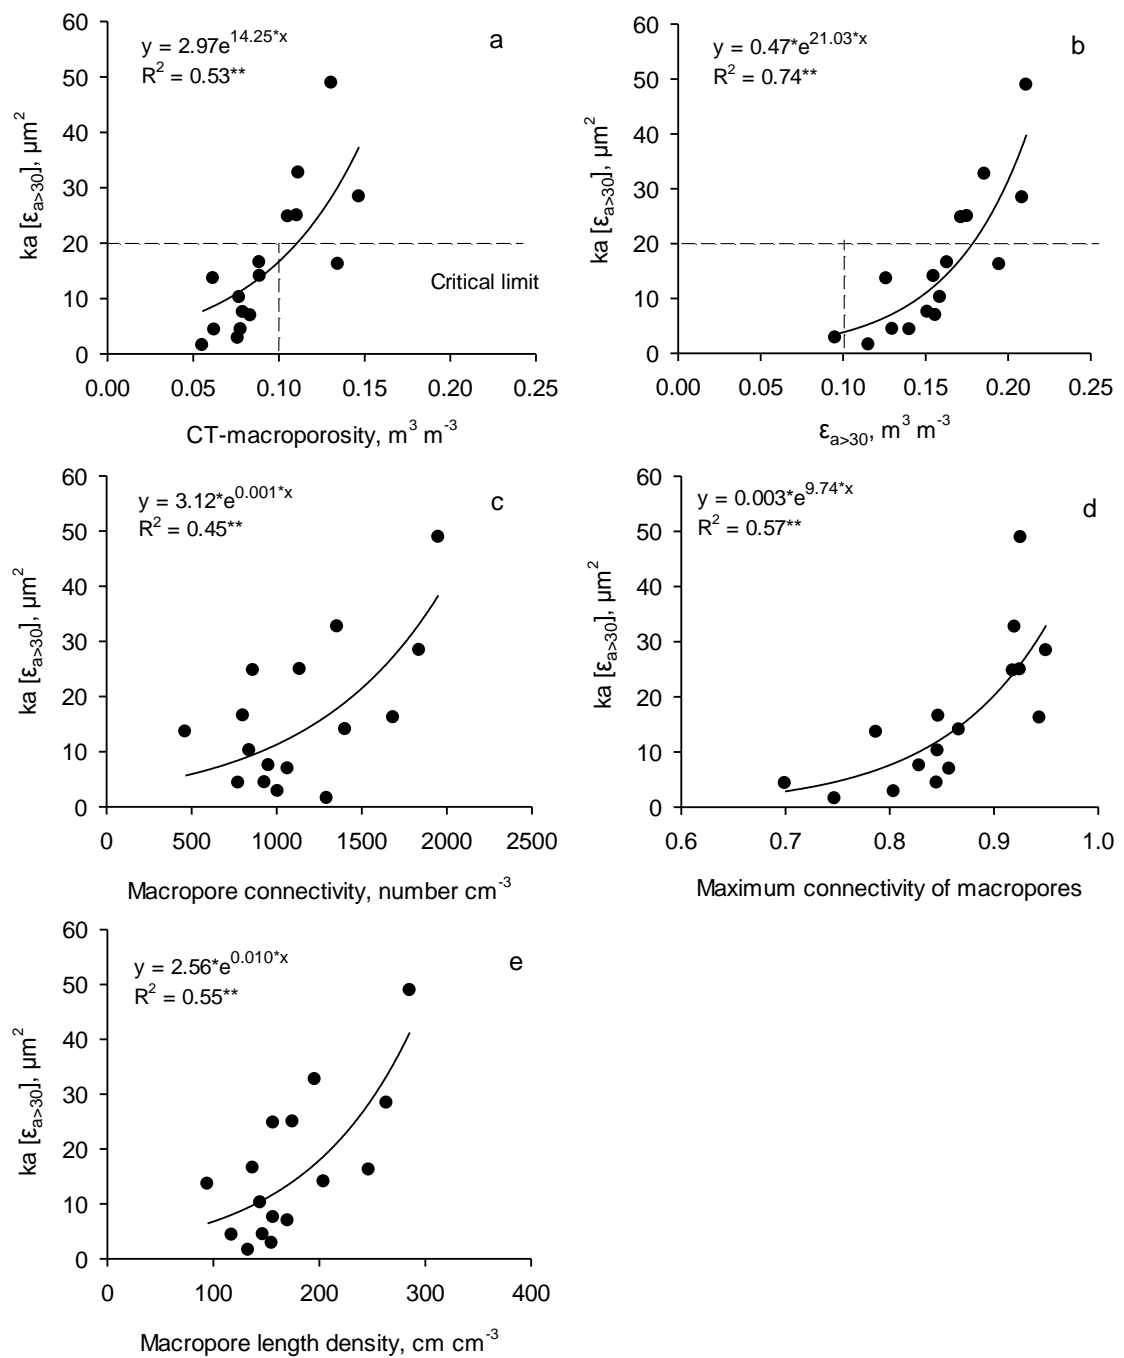 a
y = 2.97e^14.25*x
R² = 0.53**
60
50
40
30
20
10
0
ka [εa>30], µm²
Critical limit
0.00 0.05 0.10 0.15 0.20 0.25
CT-macroporosity, m³ m⁻³
b
y = 0.47*e^21.03*x
R² = 0.74**
60
50
40
30
20
10
0
ka [εa>30], µm²
0.00 0.05 0.10 0.15 0.20 0.25
εa>30, m³ m⁻³
c
y = 3.12*e^0.001*x
R² = 0.45**
60
50
40
30
20
10
0
ka [εa>30], µm²
0 500 1000 1500 2000 2500
Macropore connectivity, number cm⁻³
d
y = 0.003*e^9.74*x
R² = 0.57**
60
50
40
30
20
10
0
ka [εa>30], µm²
0.6 0.7 0.8 0.9 1.0
Maximum connectivity of macropores
e
y = 2.56*e^0.010*x
R² = 0.55**
60
50
40
30
20
10
0
ka [εa>30], µm²
0 100 200 300 400
Macropore length density, cm cm⁻³